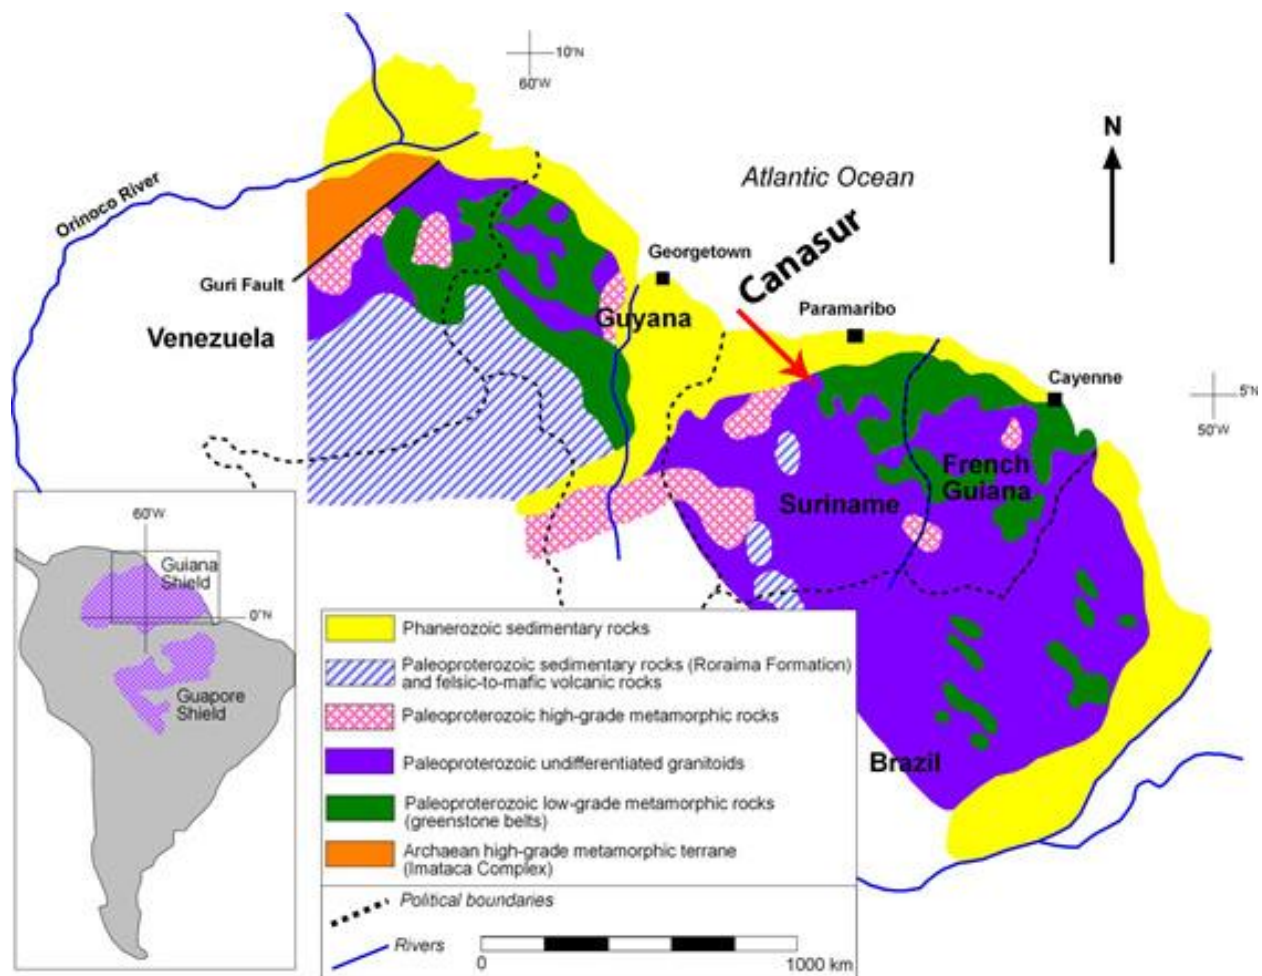 10°N
60°W
N
Atlantic Ocean
Orinoco River
Canasur
Georgetown
Guri Fault
Paramaribo
Guyana
Venezuela
Cayenne
5°N
50°W
French
Guiana
Suriname
60°W
Guiana
Shield
0°N
Guapore
Shield
Brazil
Phanerozoic sedimentary rocks
Paleoproterozoic sedimentary rocks (Roraima Formation)
and felsic-to-mafic volcanic rocks
Paleoproterozoic high-grade metamorphic rocks
Paleoproterozoic undifferentiated granitoids
Paleoproterozoic low-grade metamorphic rocks
(greenstone belts)
Archaean high-grade metamorphic terrane
(Imataca Complex)
Political boundaries
Rivers
0
1000 km